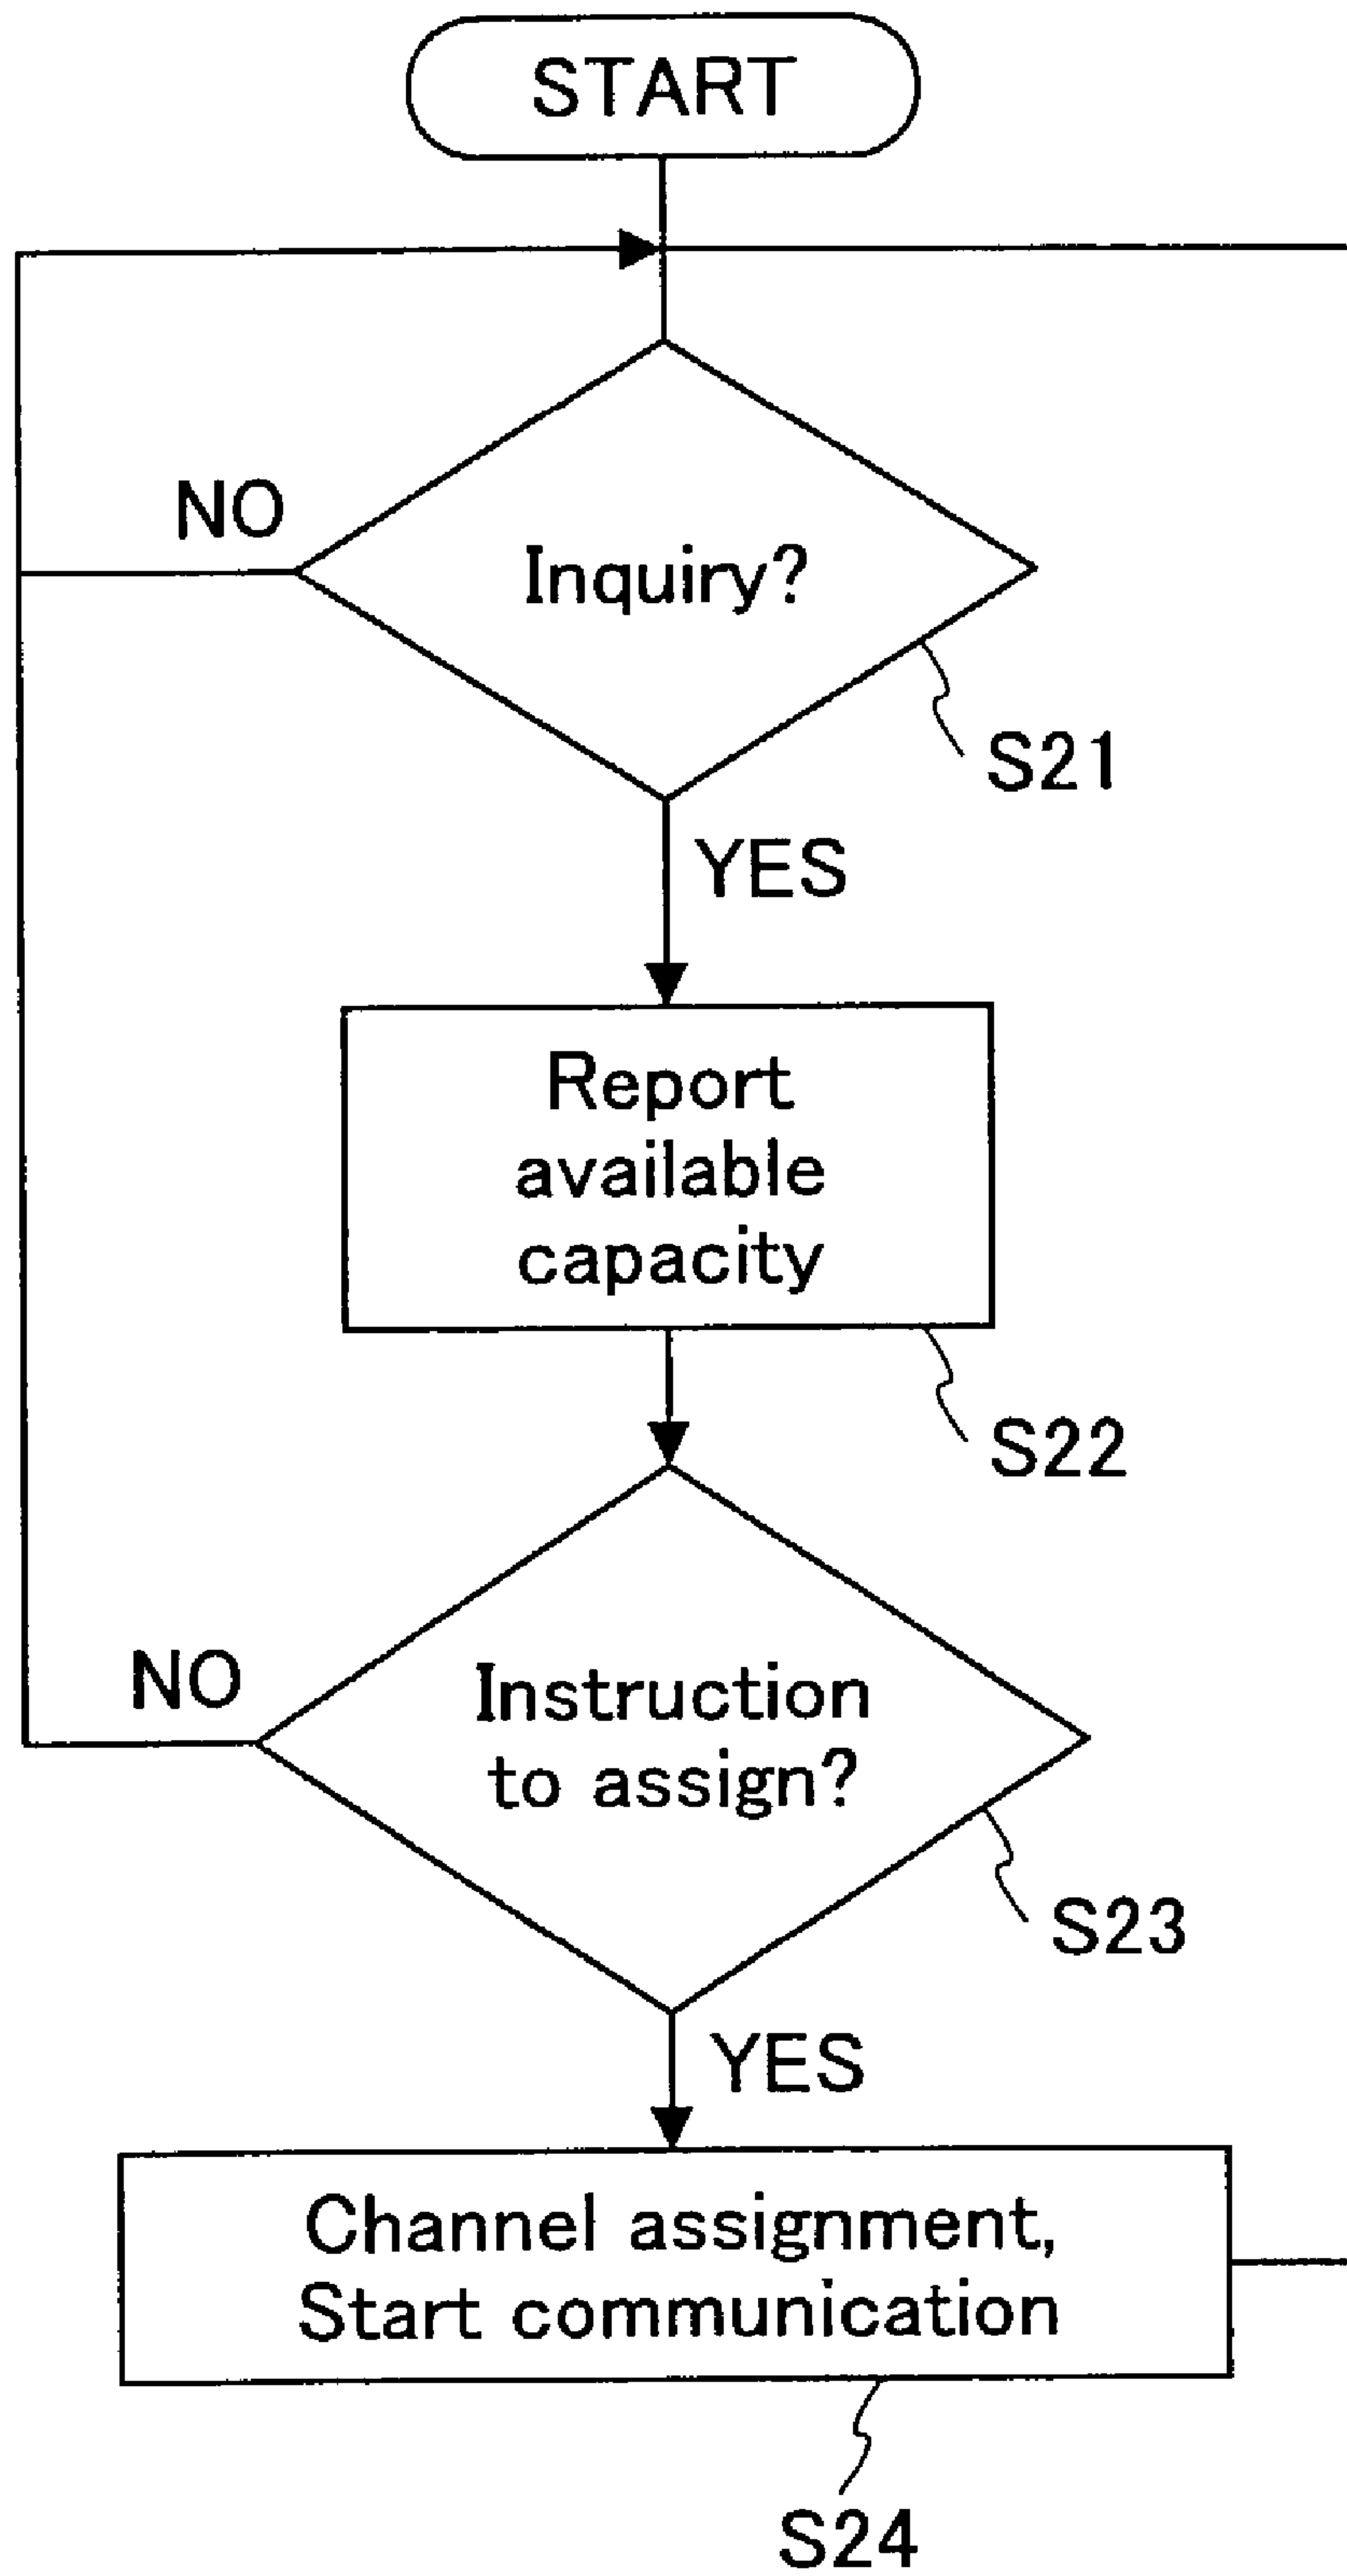 START
NO
Inquiry?
S21
YES
Report
available
capacity
S22
NO
Instruction
to assign?
S23
YES
Channel assignment,
Start communication
S24